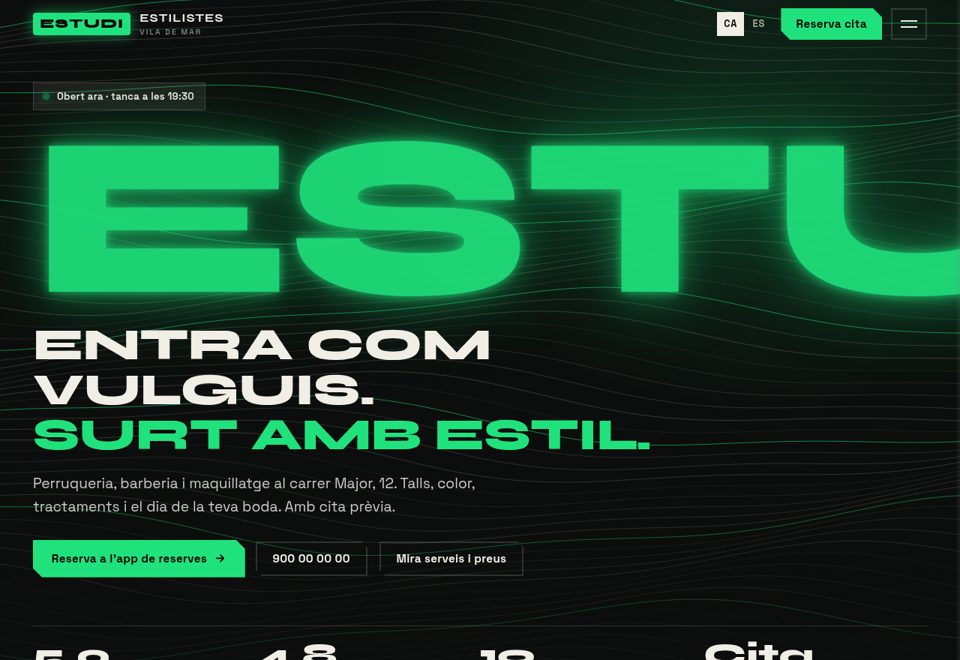 ESTUDI
ESTILISTES
VILA DE MAR
CA ES
Reserva cita
Obert ara · tanca a les 19:30
ESTU
ENTRA COM
VULGUIS.
SURT AMB ESTIL.
Perruqueria, barberia i maquillatge al carrer Major, 12. Talls, color,
tractaments i el dia de la teva boda. Amb cita prèvia.
Reserva a l'app de reserves →
900 00 00 00
Mira serveis i preus
Cita